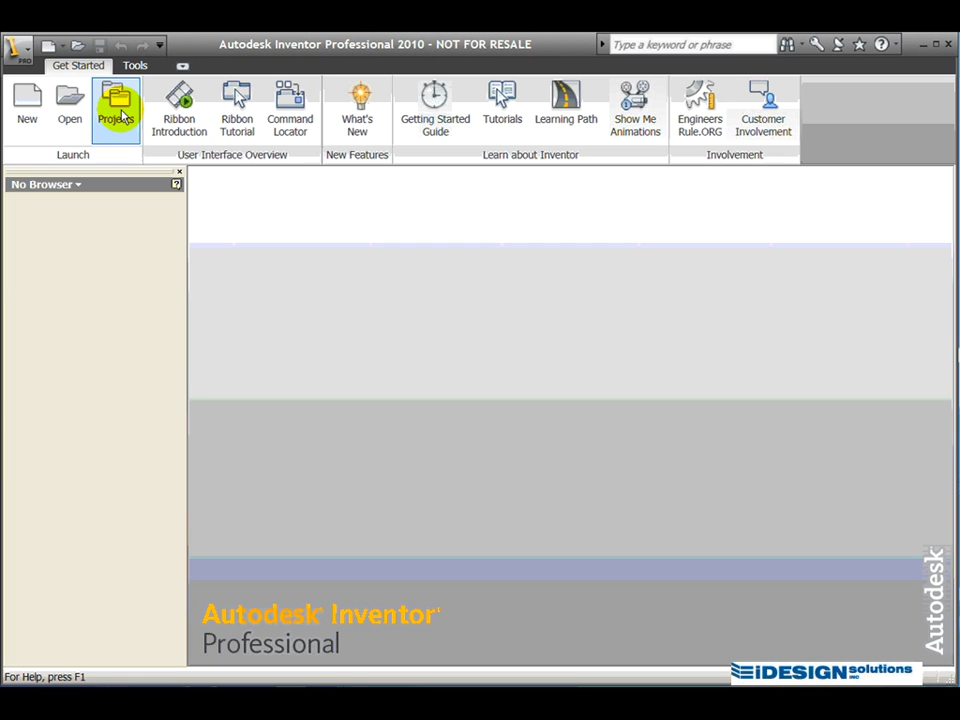 PRO
Autodesk Inventor Professional 2010 - NOT FOR RESALE
Type a keyword or phrase
Get Started
Tools
New
Open
Projects
Ribbon
Introduction
Ribbon
Tutorial
Command
Locator
What's
New
Getting Started
Guide
Tutorials
Learning Path
Show Me
Animations
Engineers
Rule.ORG
Customer
Involvement
Launch
User Interface Overview
New Features
Learn about Inventor
Involvement
No Browser
Autodesk
Autodesk Inventor
Professional
For Help, press F1
iDESIGN solutions INC